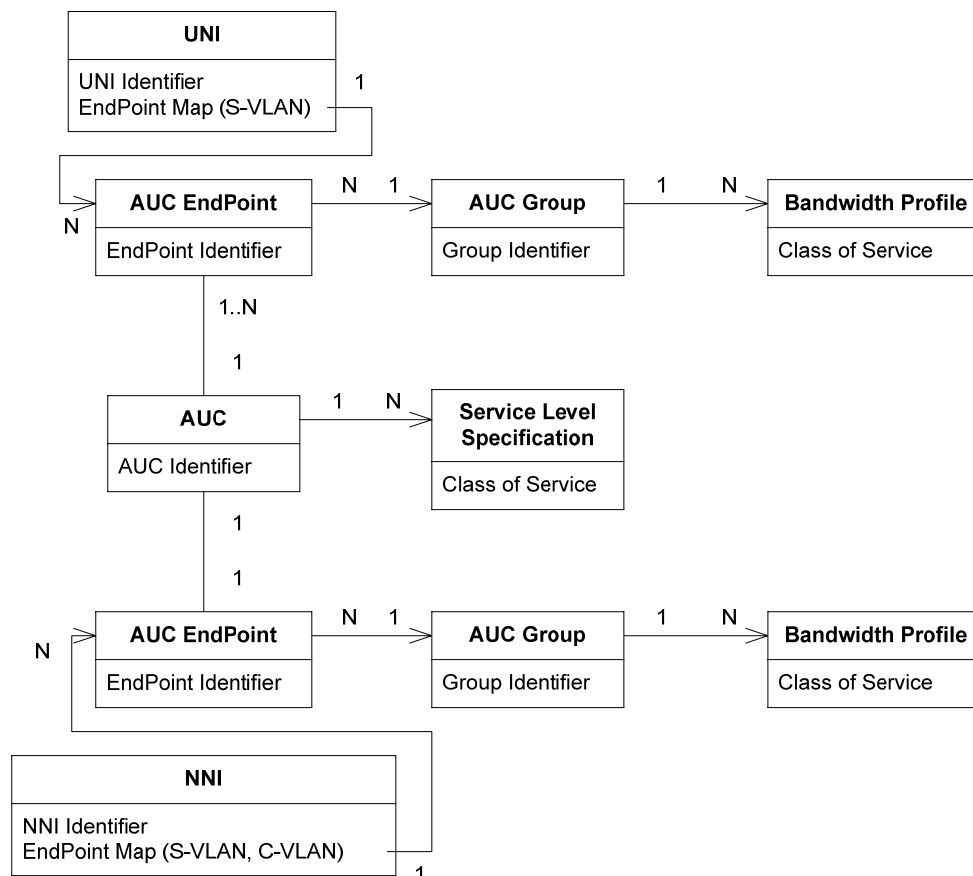 UNI
UNI Identifier
EndPoint Map (S-VLAN)
1
N
AUC EndPoint
EndPoint Identifier
N 1
AUC Group
Group Identifier
1 N
Bandwidth Profile
Class of Service
1..N
1
AUC
AUC Identifier
1 N
Service Level
Specification
Class of Service
1
1
N
AUC EndPoint
EndPoint Identifier
N 1
AUC Group
Group Identifier
1 N
Bandwidth Profile
Class of Service
NNI
NNI Identifier
EndPoint Map (S-VLAN, C-VLAN)
1